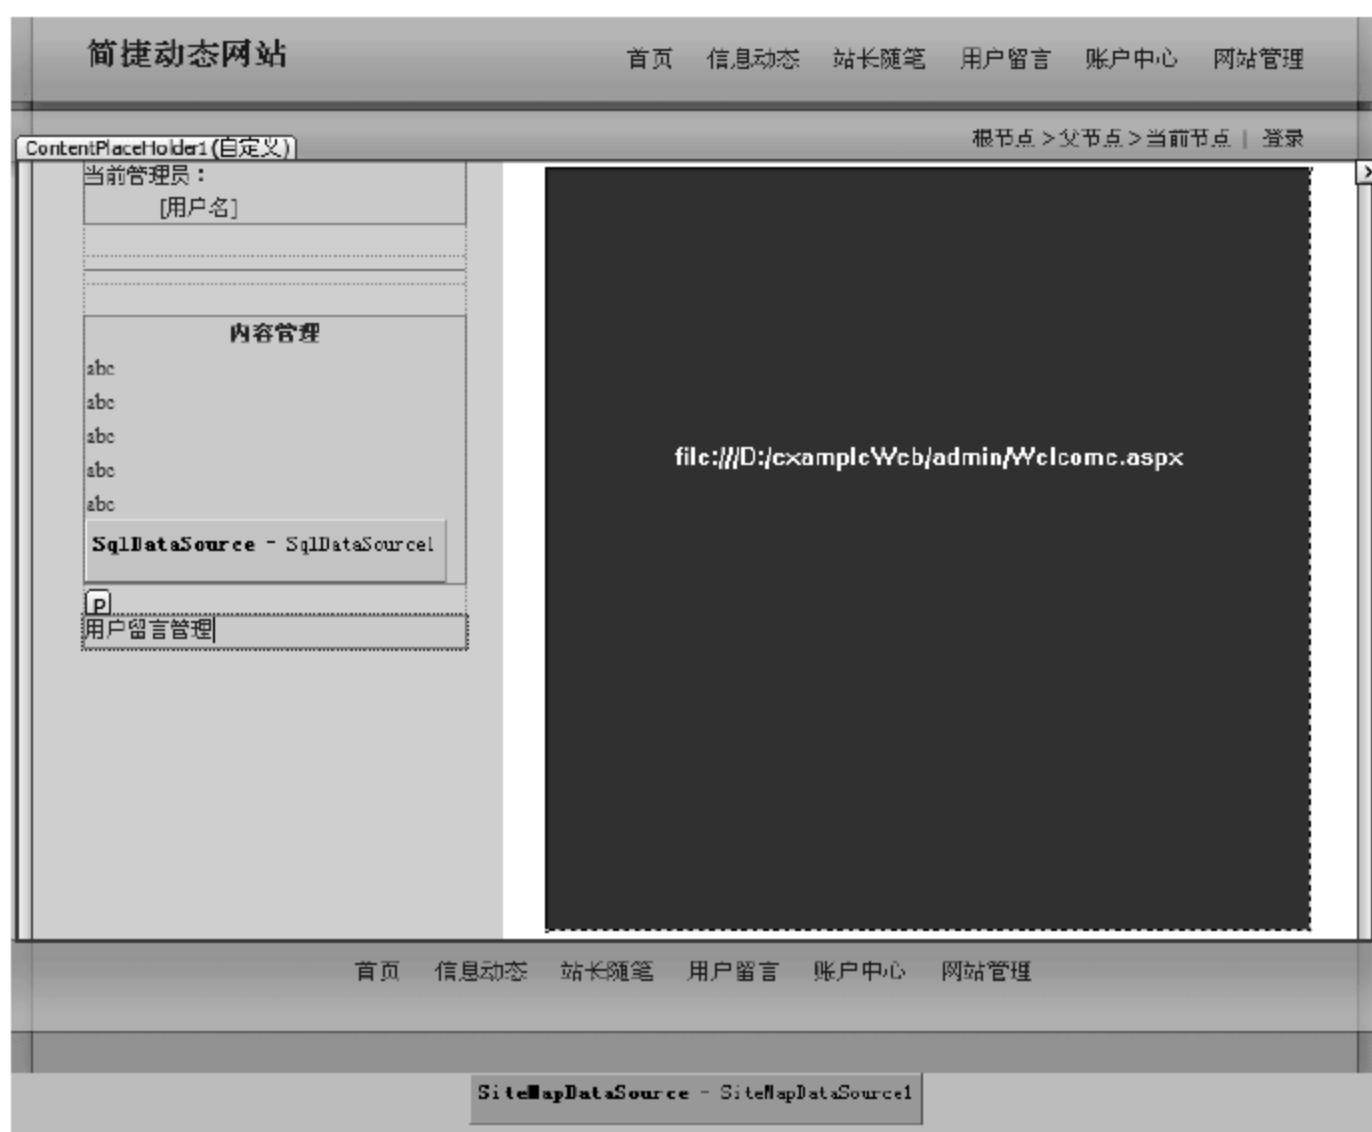 简捷动态网站
首页 信息动态 站长随笔 用户留言 账户中心 网站管理
根节点 > 父节点 > 当前节点 | 登录
ContentPlaceHolder1 (自定义)
当前管理员：
[用户名]
内容管理
abc
abc
abc
abc
abc
SqlDataSource - SqlDataSource1
P
用户留言管理
file:///D:/exampleWeb/admin/Welcome.aspx
首页 信息动态 站长随笔 用户留言 账户中心 网站管理
SiteMapDataSource - SiteMapDataSource1